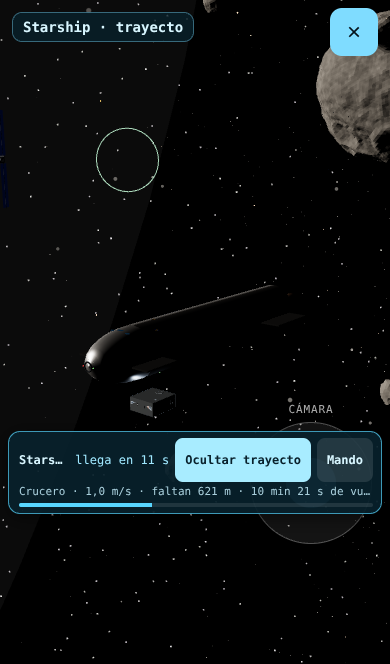 Starship · trayecto
✕
CÁMARA
Stars… llega en 11 s Ocultar trayecto Mando
Crucero · 1,0 m/s · faltan 621 m · 10 min 21 s de vu…